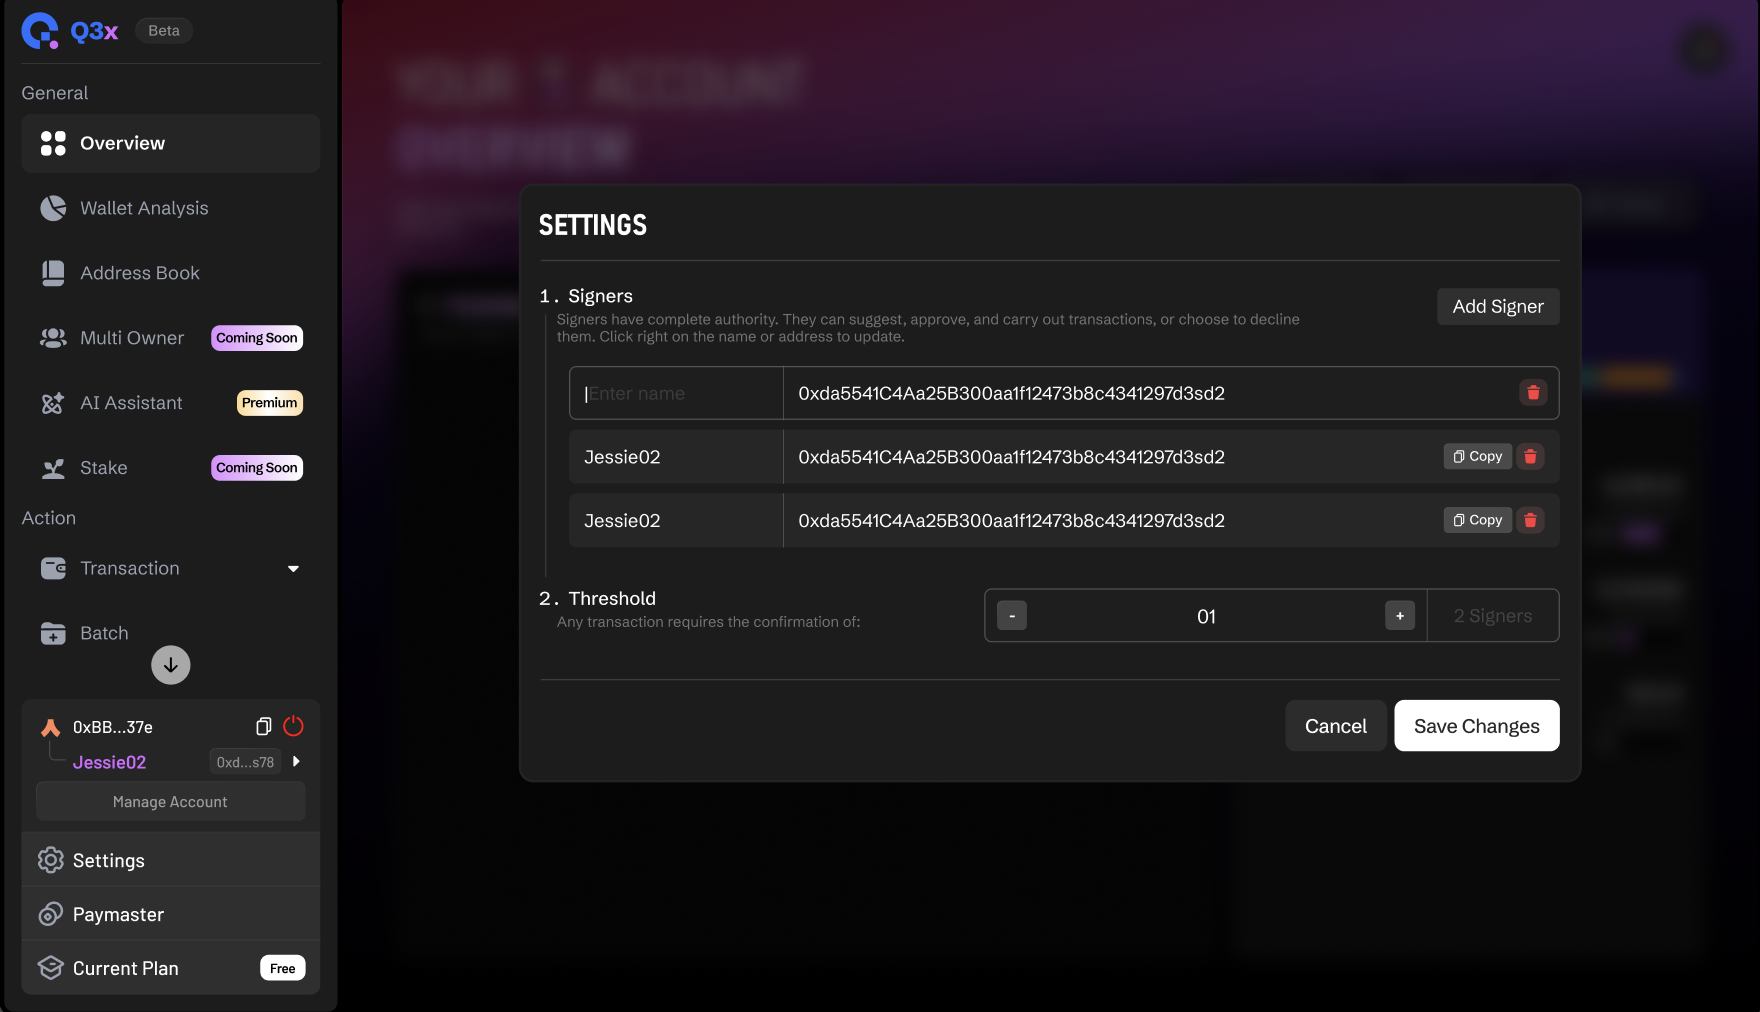 Q3x Beta
General
Overview
Wallet Analysis
Address Book
Multi Owner Coming Soon
AI Assistant Premium
Stake Coming Soon
Action
Transaction
Batch
0xBB...37e
Jessie02 0xd...s78
Manage Account
Settings
Paymaster
Current Plan Free
YOUR ACCOUNT
OVERVIEW
SETTINGS
1. Signers
Signers have complete authority. They can suggest, approve, and carry out transactions, or choose to decline
them. Click right on the name or address to update.
Add Signer
Enter name 0xda5541C4Aa25B300aa1f12473b8c4341297d3sd2
Jessie02 0xda5541C4Aa25B300aa1f12473b8c4341297d3sd2 Copy
Jessie02 0xda5541C4Aa25B300aa1f12473b8c4341297d3sd2 Copy
2. Threshold
Any transaction requires the confirmation of:
- 01 + 2 Signers
Cancel Save Changes